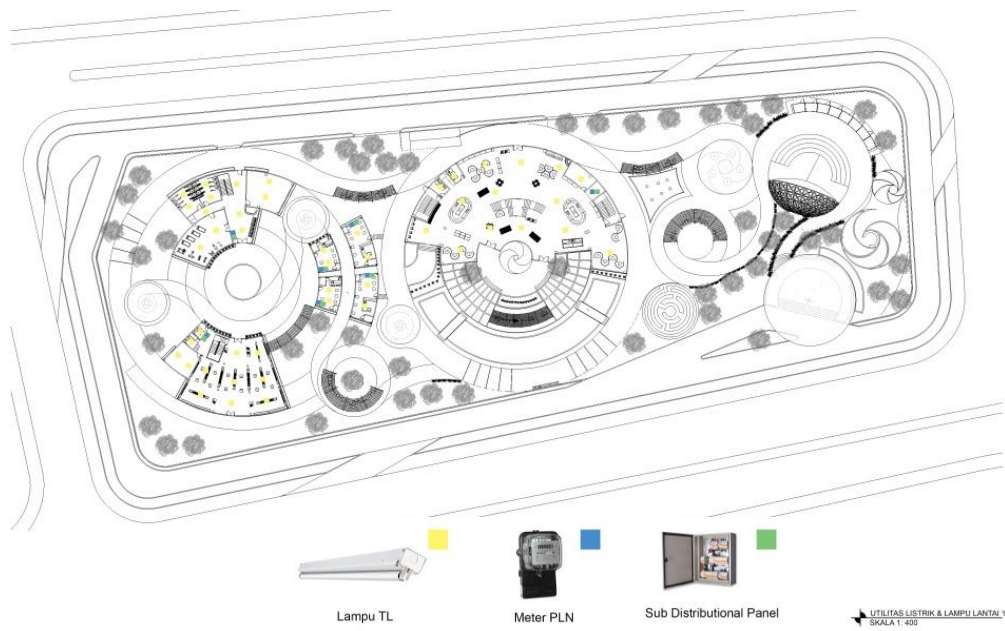 Lampu TL
Meter PLN
Sub Distributional Panel
UTILITAS LISTRIK & LAMPU LANTAI 1
SKALA 1: 400